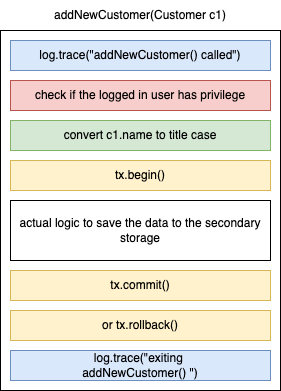 addNewCustomer(Customer c1)
log.trace("addNewCustomer() called")
check if the logged in user has privilege
convert c1.name to title case
tx.begin()
actual logic to save the data to the secondary
storage
tx.commit()
or tx.rollback()
log.trace("exiting
addNewCustomer() ")